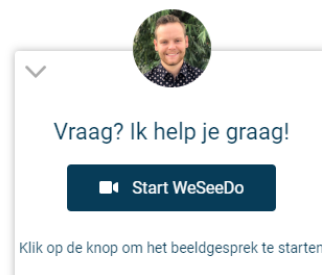 Vraag? Ik help je graag!
Start WeSeeDo
Klik op de knop om het beeldgesprek te starten